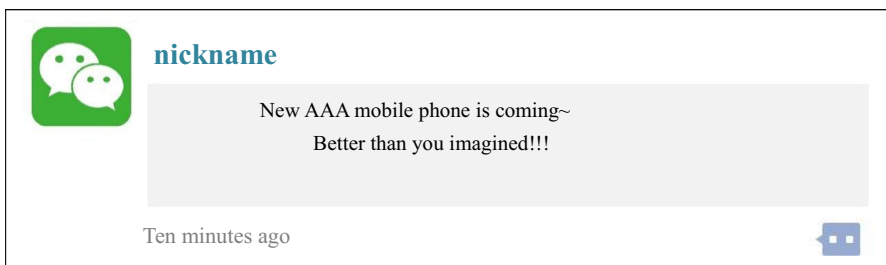 nickname
New AAA mobile phone is coming~
Better than you imagined!!!
Ten minutes ago